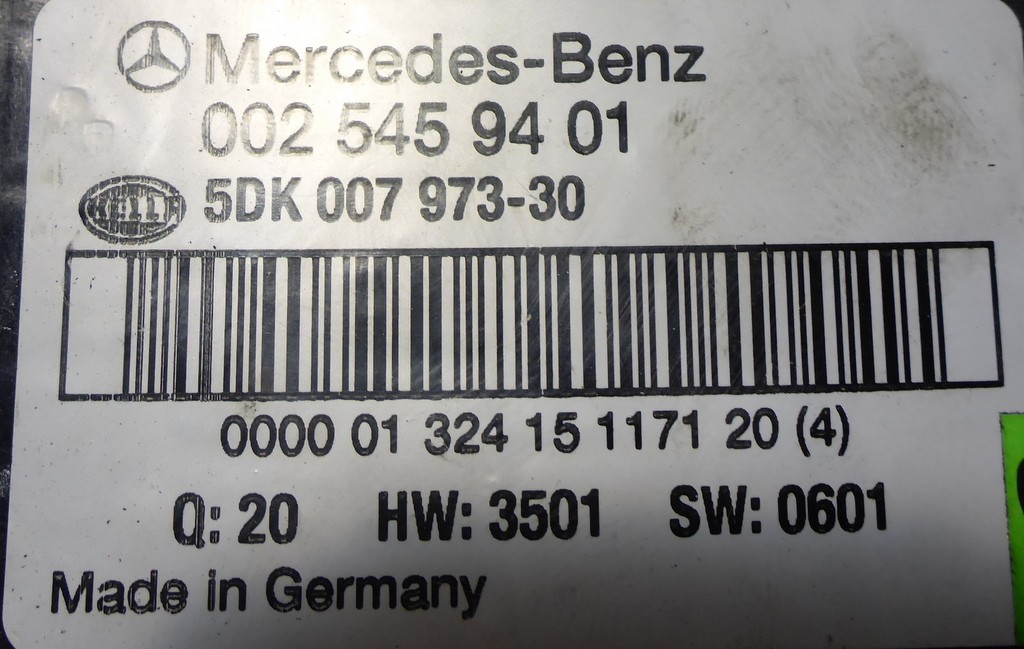 Mercedes-Benz
002 545 94 01
HELLA 5DK 007 973-30
0000 01 324 15 1171 20 (4)
Q: 20 HW: 3501 SW: 0601
Made in Germany